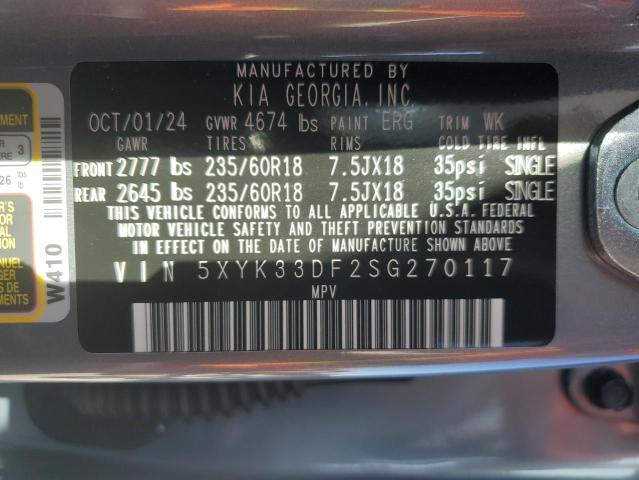 MANUFACTURED BY
KIA GEORGIA, INC
OCT/01/24 GVWR 4674 lbs PAINT ERG TRIM WK
GAWR TIRES RIMS COLD TIRE INFL
FRONT 2777 lbs 235/60R18 7.5JX18 35psi SINGLE
REAR 2645 lbs 235/60R18 7.5JX18 35psi SINGLE
THIS VEHICLE CONFORMS TO ALL APPLICABLE U.S.A. FEDERAL
MOTOR VEHICLE SAFETY AND THEFT PREVENTION STANDARDS
IN EFFECT ON THE DATE OF MANUFACTURE SHOWN ABOVE.
VIN 5XYK33DF2SG270117
MPV
W410
3
26 lbs